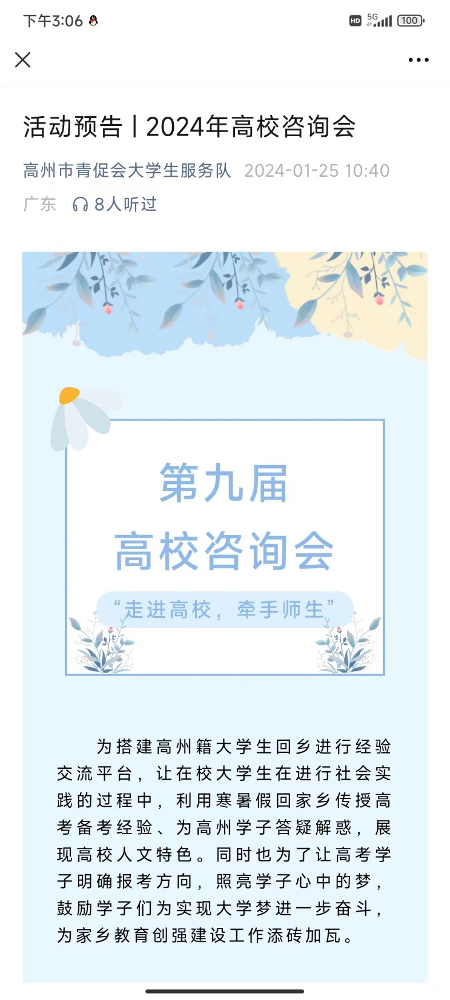 下午3:06
HD 5G 100
活动预告 | 2024年高校咨询会
高州市青促会大学生服务队 2024-01-25 10:40
广东 8人听过
第九届
高校咨询会
“走进高校，牵手师生”
为搭建高州籍大学生回乡进行经验
交流平台，让在校大学生在进行社会实
践的过程中，利用寒暑假回家乡传授高
考备考经验、为高州学子答疑解惑，展
现高校人文特色。同时也为了让高考学
子明确报考方向，照亮学子心中的梦，
鼓励学子们为实现大学梦进一步奋斗，
为家乡教育创强建设工作添砖加瓦。